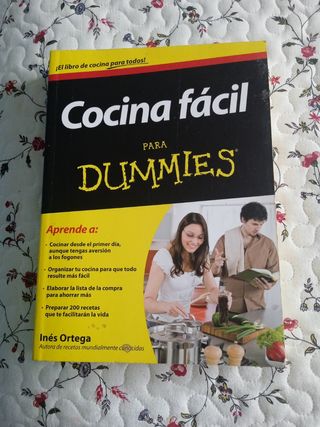 ¡El libro de cocina para todos!
Cocina fácil
PARA
DUMMIES®
Aprende a:
• Cocinar desde el primer día,
aunque tengas aversión
a los fogones
• Organizar tu cocina para que todo
resulte más fácil
• Elaborar la lista de la compra
para ahorrar más
• Preparar 200 recetas
que te facilitarán la vida
Inés Ortega
Autora de recetas mundialmente conocidas